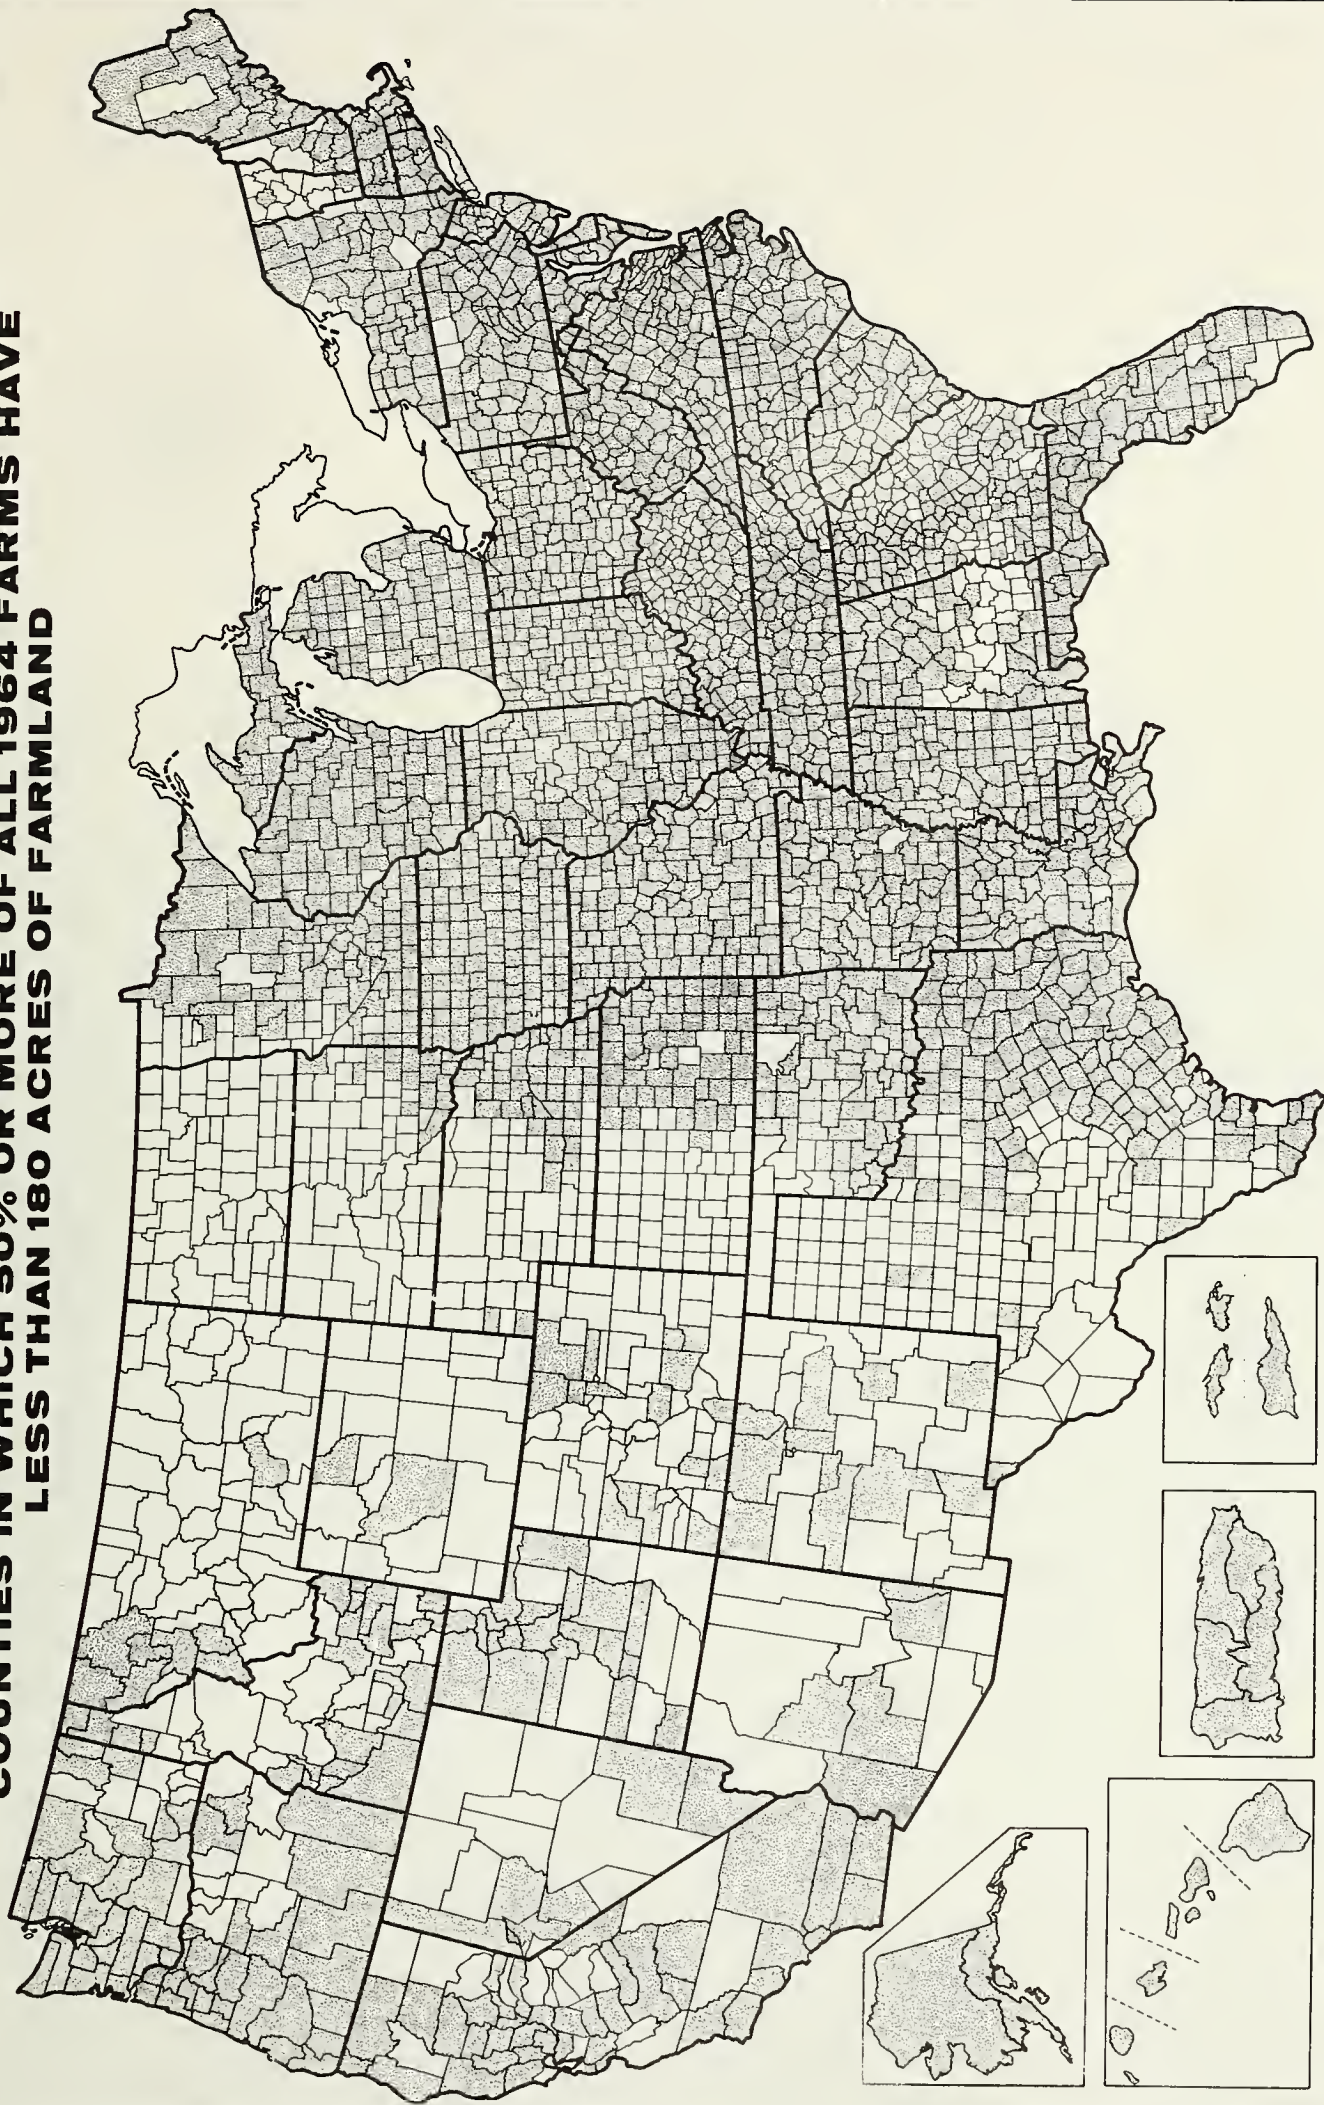 COUNTIES IN WHICH 50% OR MORE OF ALL 1964 FARMS HAVE
LESS THAN 180 ACRES OF FARMLAND